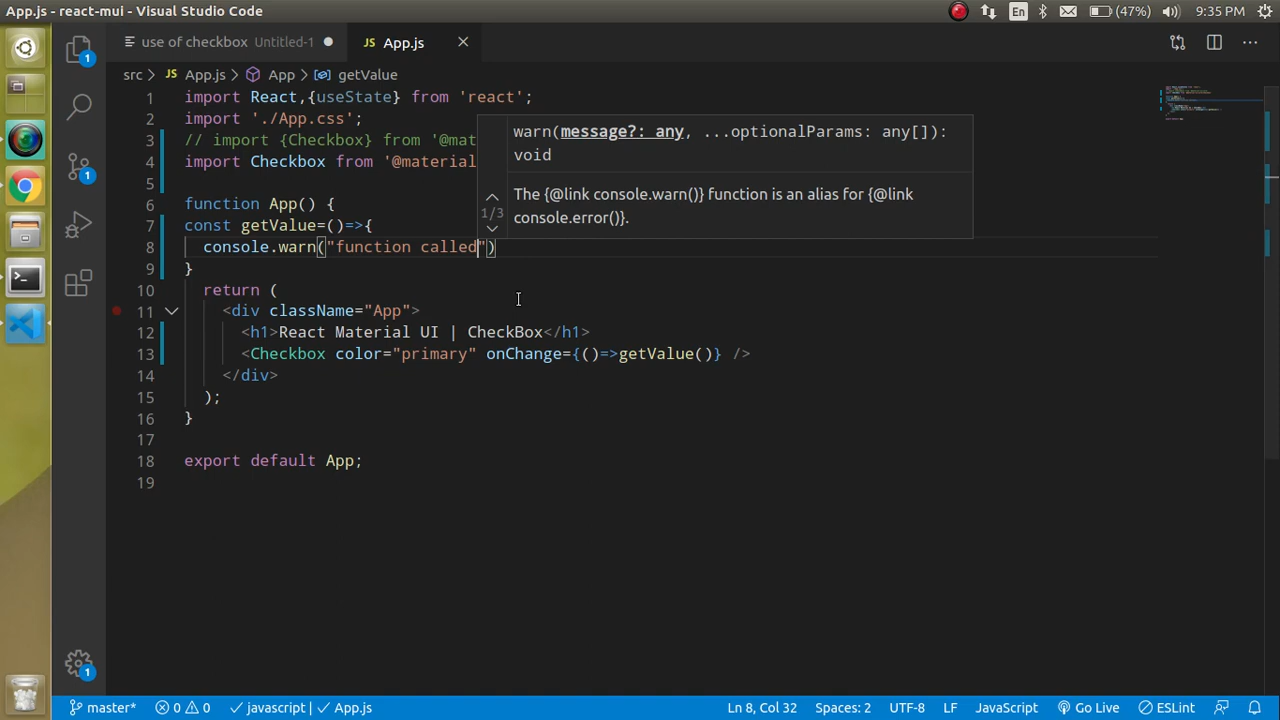 App.js - react-mui - Visual Studio Code
En
(47%)
9:35 PM
use of checkbox Untitled-1
JS App.js
src > JS App.js > App > getValue
1 import React,{useState} from 'react';
2 import './App.css';
3 // import {Checkbox} from '@mat
4 import Checkbox from '@material
5
6 function App() {
7 const getValue=()=>{
8 console.warn("function called")
9 }
10 return (
11 <div className="App">
12 <h1>React Material UI | CheckBox</h1>
13 <Checkbox color="primary" onChange={()=>getValue()} />
14 </div>
15 );
16 }
17
18 export default App;
19
warn(message?: any, ...optionalParams: any[]):
void
1/3
The {@link console.warn()} function is an alias for {@link
console.error()}.
1
1
1
master* 0 0 javascript | App.js Ln 8, Col 32 Spaces: 2 UTF-8 LF JavaScript Go Live ESLint